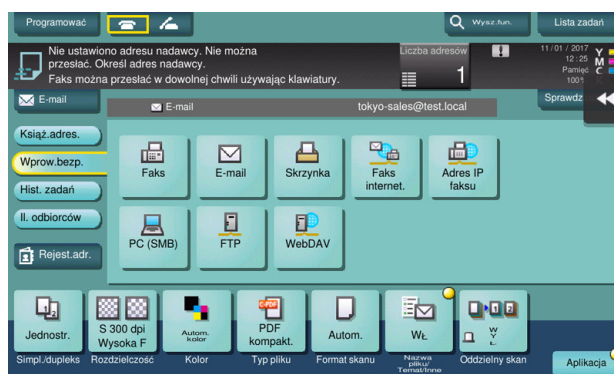 Programować
Wysz.fun.
Lista zadań
Nie ustawiono adresu nadawcy. Nie można
przesłać. Określ adres nadawcy.
Faks można przesłać w dowolnej chwili używając klawiatury.
Liczba adresów
1
11/01 / 2017
12:25
Pamięć
100%
Y
M
C
E-mail
E-mail
tokyo-sales@test.local
Sprawdz
Książ.adres.
Wprow.bezp.
Hist. zadań
Il. odbiorców
Rejest.adr.
Faks
E-mail
Skrzynka
Faks
internet.
Adres IP
faksu
PC (SMB)
FTP
WebDAV
Jednostr.
S 300 dpi
Wysoka F
Autom.
kolor
PDF
kompakt.
Autom.
WŁ
WYŁ.
Simpl./dupleks
Rozdzielczość
Kolor
Typ pliku
Format skanu
Nazwa
pliku/
Temat/Inne
Oddzielny skan
Aplikacja